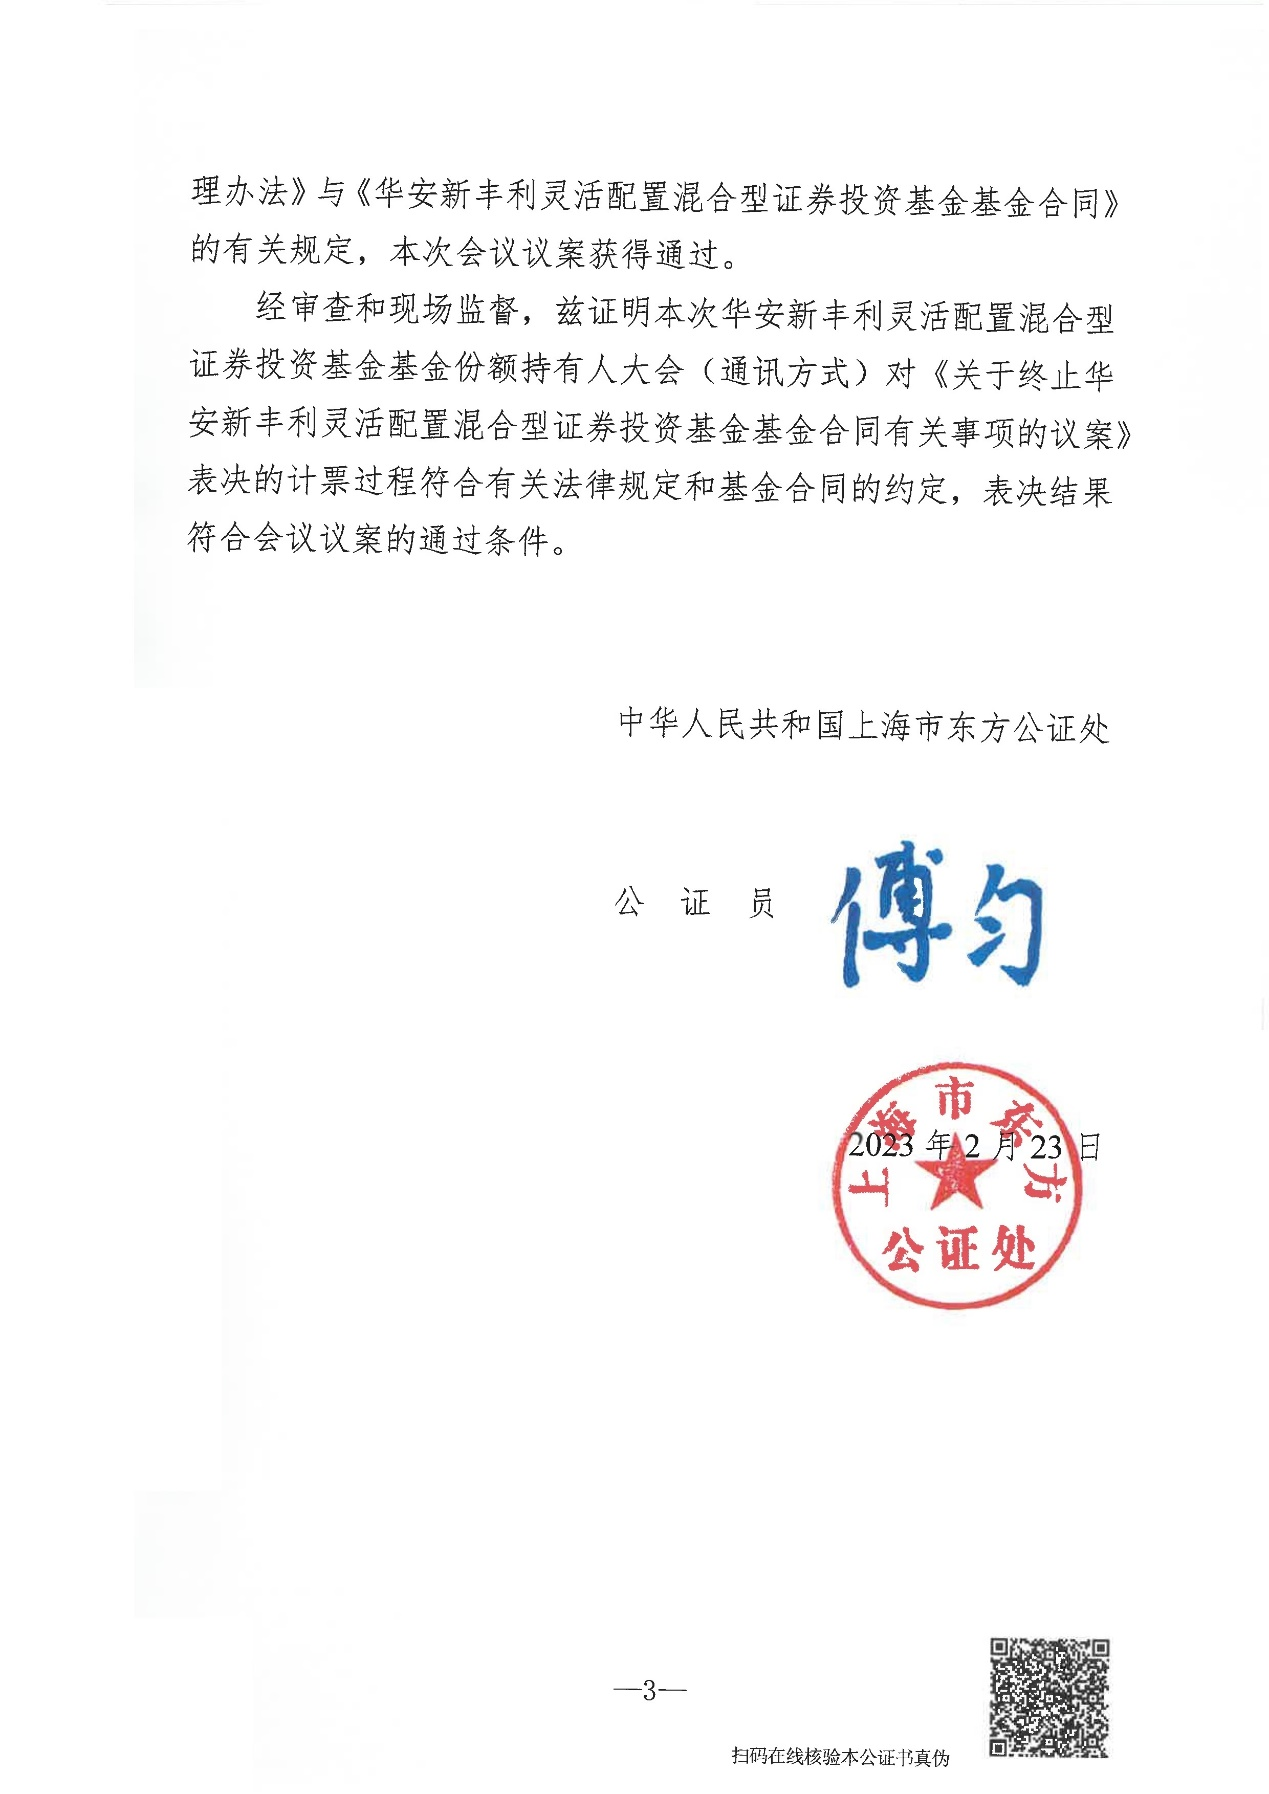 理办法》与《华安新丰利灵活配置混合型证券投资基金基金合同》
的有关规定，本次会议议案获得通过。
经审查和现场监督，兹证明本次华安新丰利灵活配置混合型
证券投资基金基金份额持有人大会（通讯方式）对《关于终止华
安新丰利灵活配置混合型证券投资基金基金合同有关事项的议案》
表决的计票过程符合有关法律规定和基金合同的约定，表决结果
符合会议议案的通过条件。
中华人民共和国上海市东方公证处
公 证 员 傅匀
2023 年 2 月 23 日
上海市东方
公证处
—3—
扫码在线核验本公证书真伪